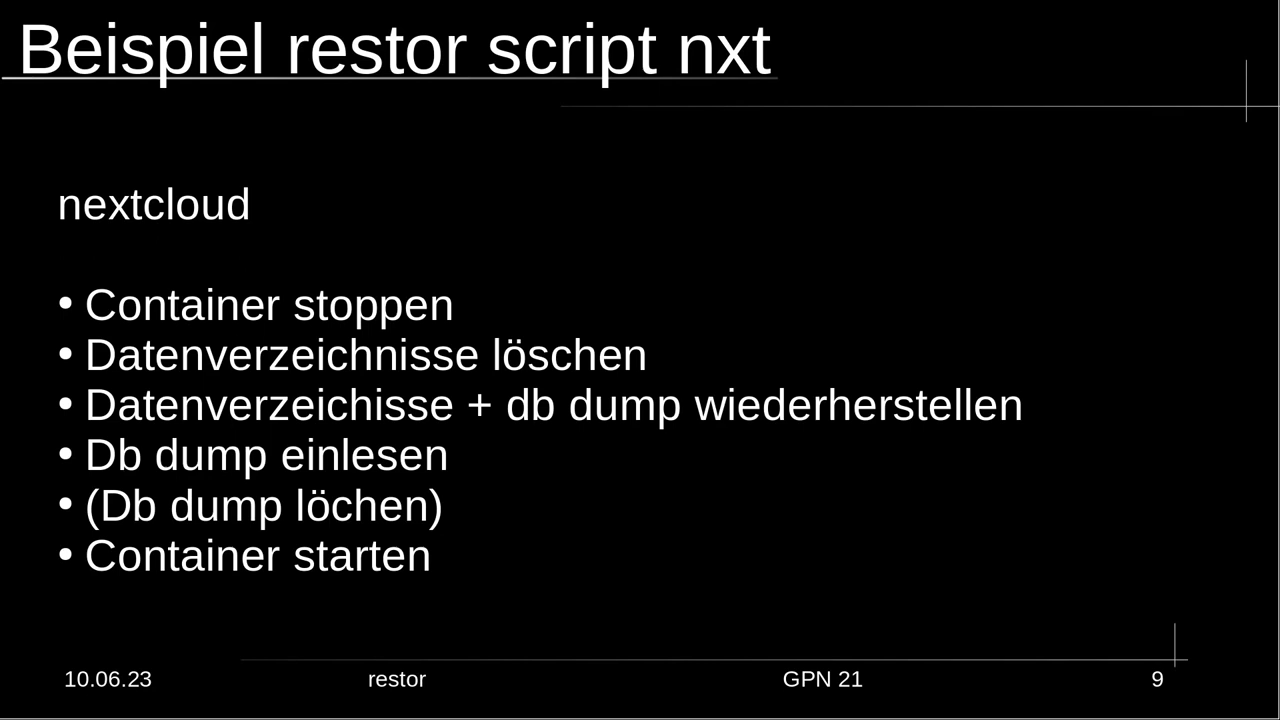 Beispiel restor script nxt
nextcloud
• Container stoppen
• Datenverzeichnisse löschen
• Datenverzeichisse + db dump wiederherstellen
• Db dump einlesen
• (Db dump löchen)
• Container starten
10.06.23 restor GPN 21 9